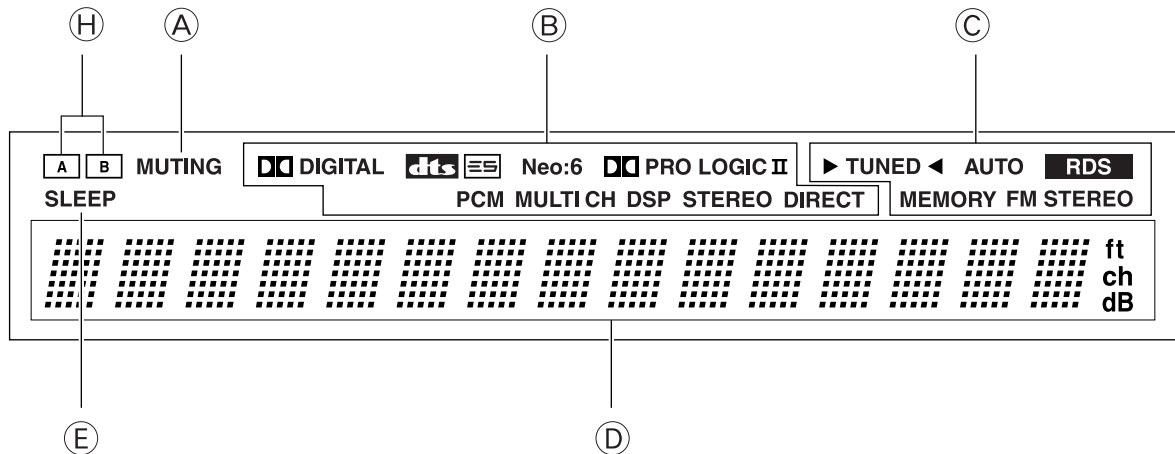 H A B C
A B MUTING DIGITAL dts ES Neo:6 PRO LOGIC II ▶ TUNED ◀ AUTO RDS
SLEEP PCM MULTI CH DSP STEREO DIRECT MEMORY FM STEREO
ft
ch
dB
E D